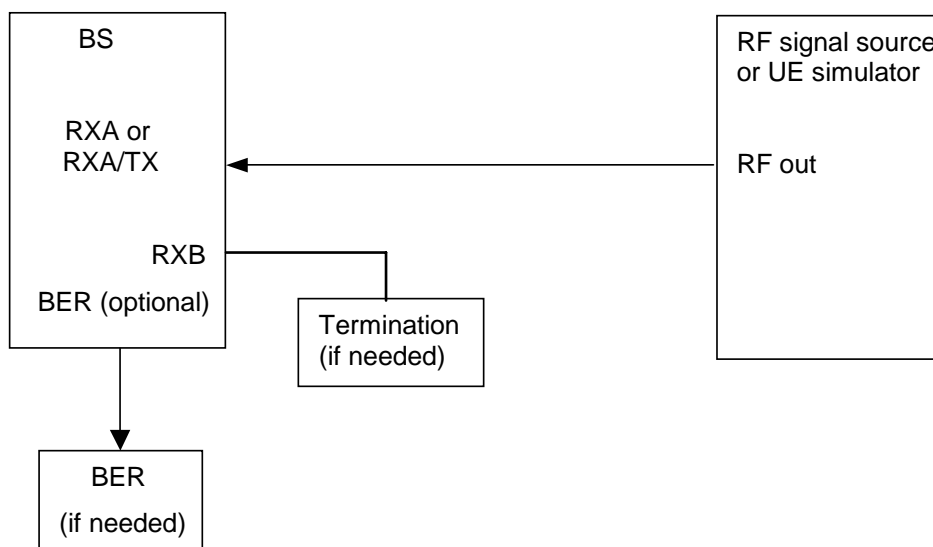 BS
RXA or
RXA/TX
RXB
BER (optional)
RF signal source
or UE simulator
RF out
Termination
(if needed)
BER
(if needed)